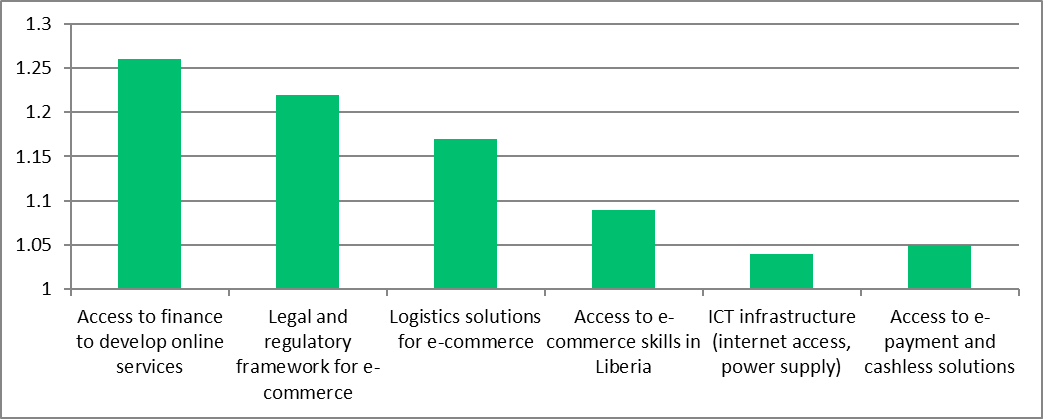 1.3
1.25
1.2
1.15
1.1
1.05
1
Access to finance
to develop online
services
Legal and
regulatory
framework for e-
commerce
Logistics solutions
for e-commerce
Access to e-
commerce skills in
Liberia
ICT infrastructure
(internet access,
power supply)
Access to e-
payment and
cashless solutions